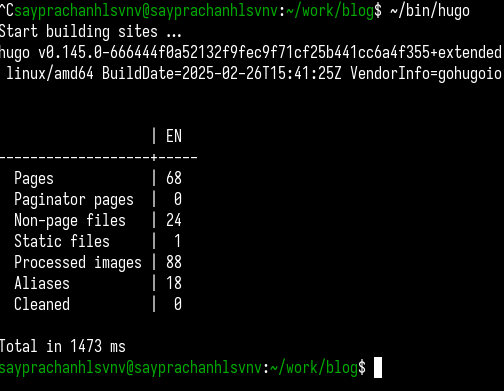 ^Csayprachanhlsvnv@sayprachanhlsvnv:~/work/blog$ ~/bin/hugo
Start building sites …
hugo v0.145.0-666444f0a52132f9fec9f71cf25b441cc6a4f355+extended
linux/amd64 BuildDate=2025-02-26T15:41:25Z VendorInfo=gohugoio
| EN
-------------------+-----
Pages | 68
Paginator pages | 0
Non-page files | 24
Static files | 1
Processed images | 88
Aliases | 18
Cleaned | 0
Total in 1473 ms
sayprachanhlsvnv@sayprachanhlsvnv:~/work/blog$